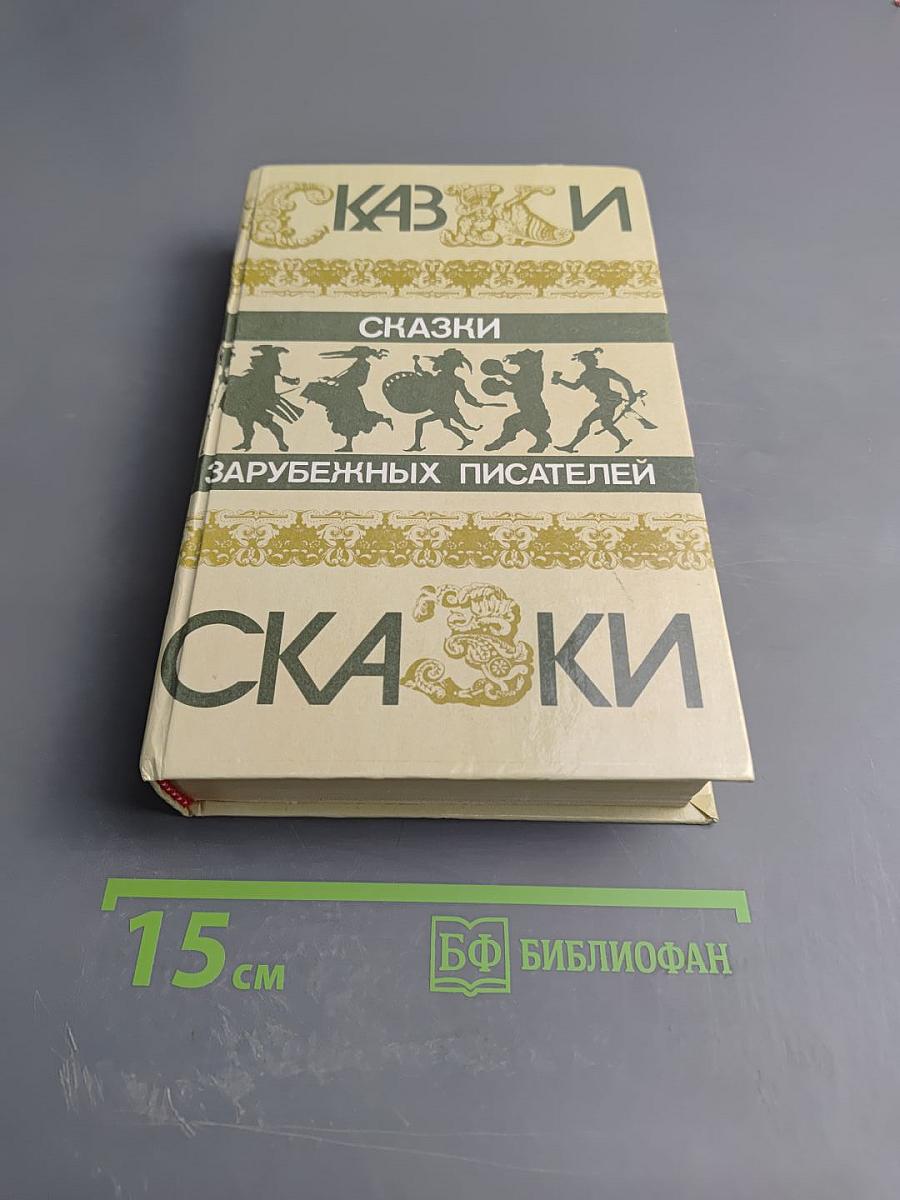 СКАЗКИ
СКАЗКИ
ЗАРУБЕЖНЫХ ПИСАТЕЛЕЙ
СКАЗКИ
15 см
БФ БИБЛИОФАН